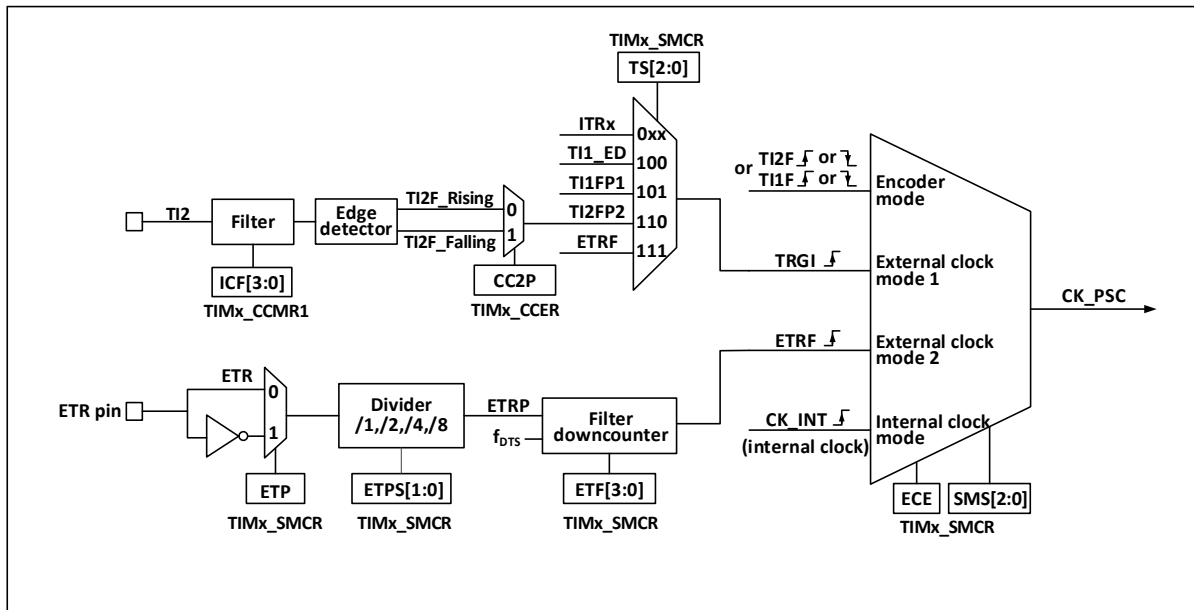 TIMx_SMCR
TS[2:0]
ITRx
0xx
TI1_ED
100
TI1FP1
101
TI2FP2
110
ETRF
111
TI2
Filter
ICF[3:0]
TIMx_CCMR1
Edge
detector
TI2F_Rising
TI2F_Falling
0
1
CC2P
TIMx_CCER
or TI2F or
TI1F or
Encoder
mode
TRGI
External clock
mode 1
ETRF
External clock
mode 2
CK_INT
(internal clock)
Internal clock
mode
CK_PSC
ECE
SMS[2:0]
TIMx_SMCR
ETR pin
ETR
0
1
ETP
TIMx_SMCR
Divider
/1,/2,/4,/8
ETPS[1:0]
TIMx_SMCR
ETRP
fDTS
Filter
downcounter
ETF[3:0]
TIMx_SMCR